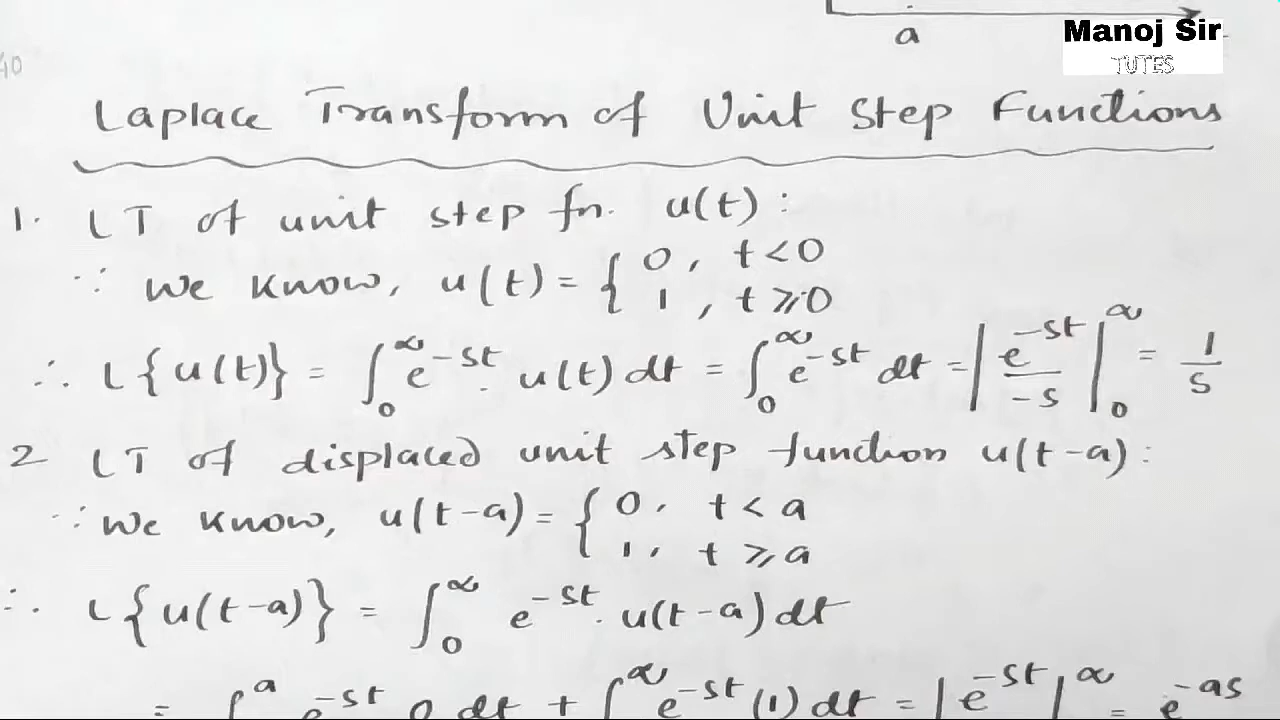 a
Manoj Sir
TUTES
40
Laplace Transform of Unit Step Functions
1. LT of unit step fn. u(t) :
∵ We know, u(t) = { 0, t < 0
1, t ⩾ 0
∴ L{u(t)} = ∫₀^∞ e^-st . u(t) dt = ∫₀^∞ e^-st dt = | e^-st / -s |₀^∞ = 1/s
2 LT of displaced unit step function u(t-a) :
∵ We know, u(t-a) = { 0, t < a
1, t ⩾ a
∴ L{u(t-a)} = ∫₀^∞ e^-st . u(t-a) dt
= ∫^a e^-st 0 dt + ∫^∞ e^-st (1) dt = | e^-st |^∞ = e^-as